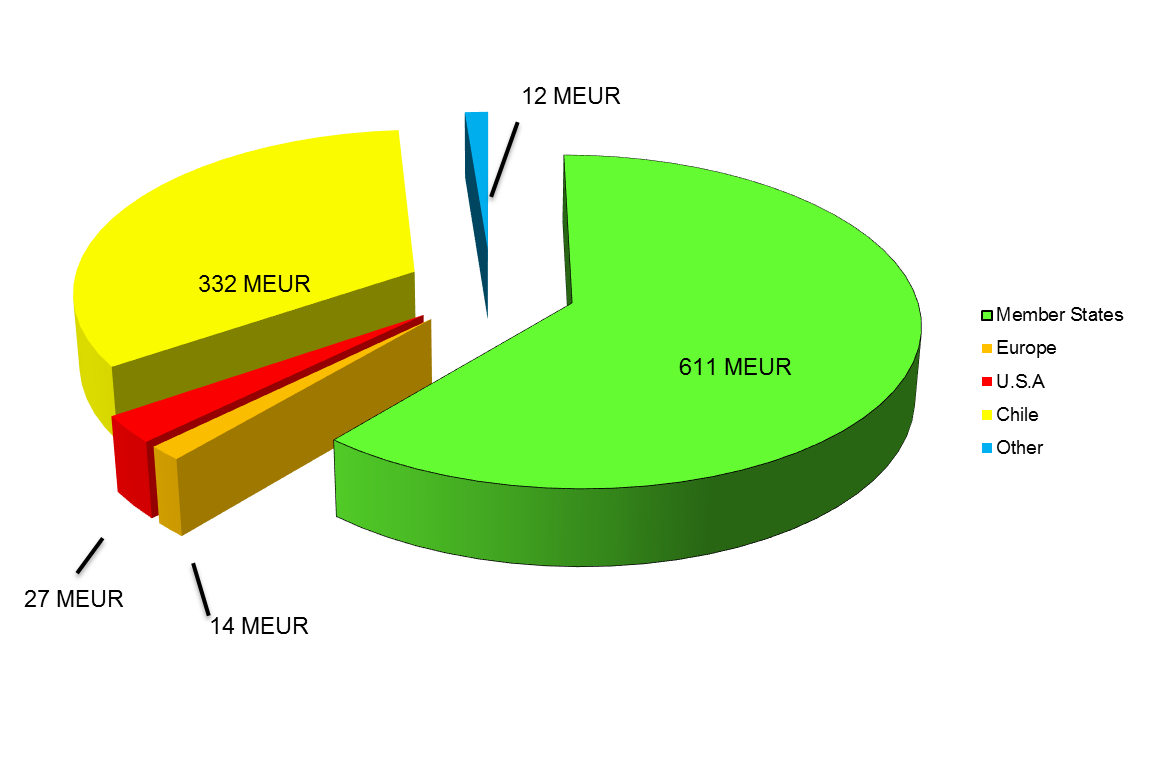 12 MEUR
332 MEUR
611 MEUR
27 MEUR
14 MEUR
Member States
Europe
U.S.A
Chile
Other